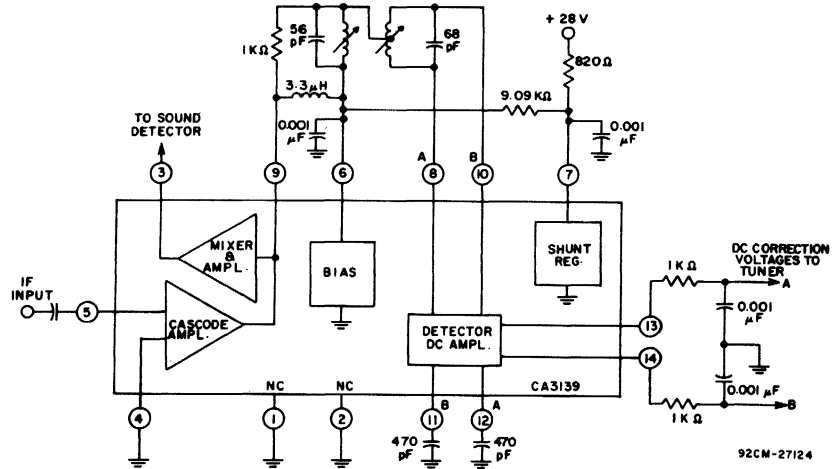 + 28 V
56
pF
68
pF
1KΩ
820Ω
3.3μH
9.09KΩ
TO SOUND
DETECTOR
0.001
μF
0.001
μF
A
B
3
9
6
8
10
7
MIXER
&
AMPL.
BIAS
SHUNT
REG.
IF
INPUT
5
CASCODE
AMPL.
DETECTOR
DC AMPL.
1KΩ
DC CORRECTION
VOLTAGES TO
TUNER
A
0.001
μF
13
14
0.001 μF
B
1KΩ
NC
NC
CA3139
B
A
4
1
2
11
12
470
pF
470
pF
92CM-27124